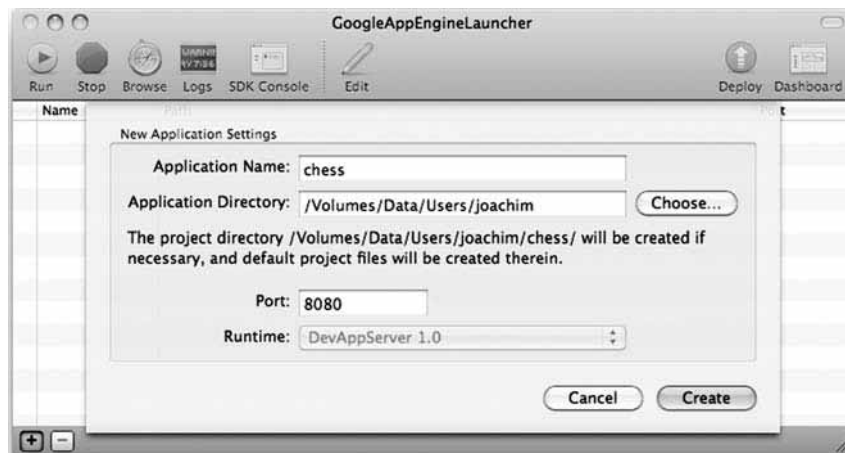 GoogleAppEngineLauncher
Run Stop Browse Logs SDK Console Edit Deploy Dashboard
Name Path
New Application Settings
Application Name: chess
Application Directory: /Volumes/Data/Users/joachim Choose...
The project directory /Volumes/Data/Users/joachim/chess/ will be created if
necessary, and default project files will be created therein.
Port: 8080
Runtime: DevAppServer 1.0
Cancel Create